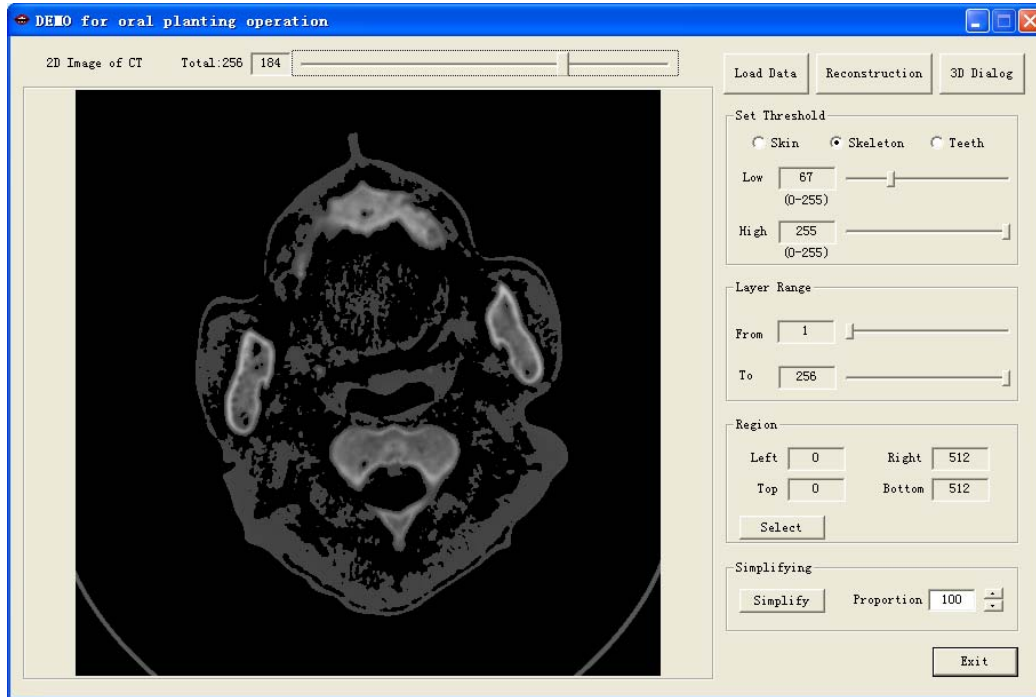 DEMO for oral planting operation
2D Image of CT Total:256 184
Load Data Reconstruction 3D Dialog
Set Threshold
Skin Skeleton Teeth
Low 67
(0-255)
High 255
(0-255)
Layer Range
From 1
To 256
Region
Left 0 Right 512
Top 0 Bottom 512
Select
Simplifying
Simplify Proportion 100
Exit